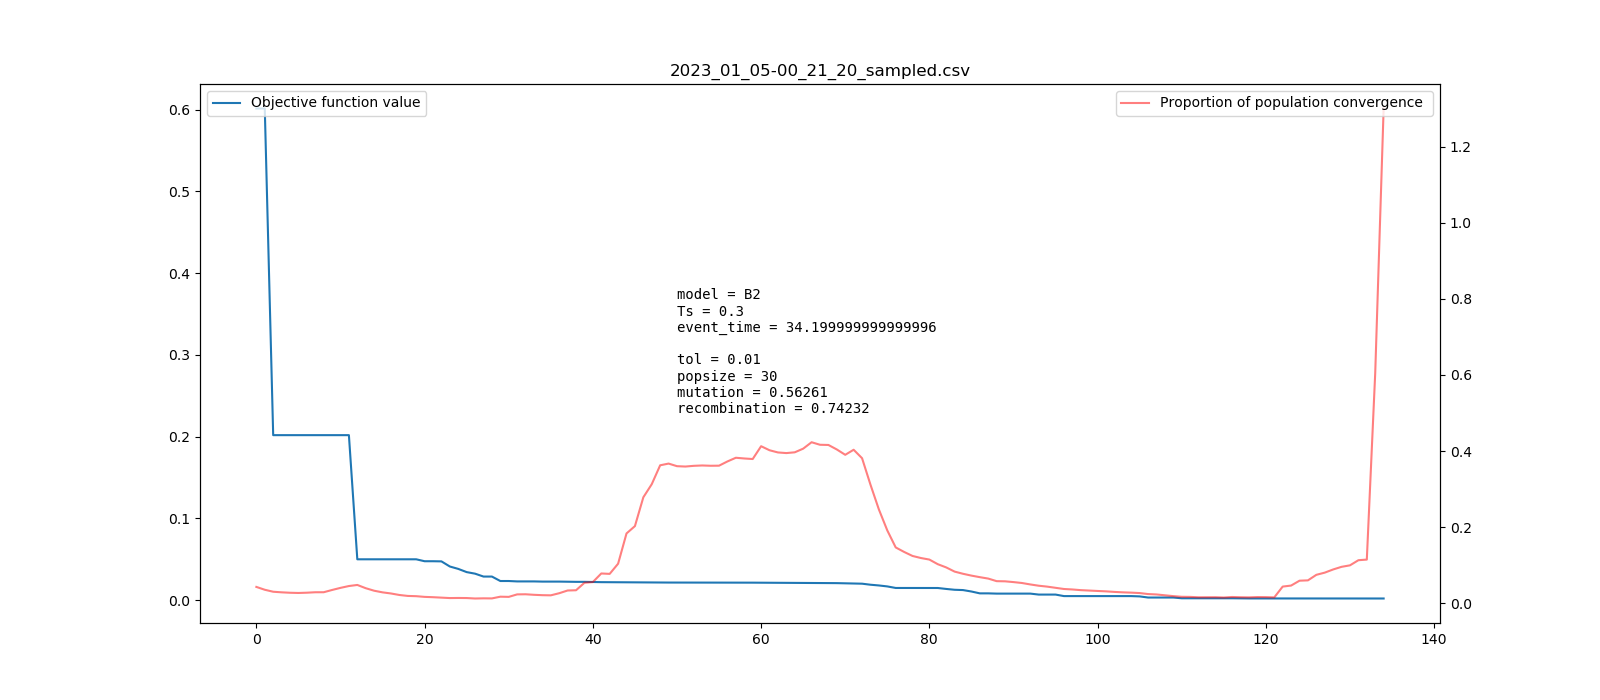 2023_01_05-00_21_20_sampled.csv
Objective function value
Proportion of population convergence
0.6
0.5
0.4
0.3
0.2
0.1
0.0
1.2
1.0
0.8
0.6
0.4
0.2
0.0
model = B2
Ts = 0.3
event_time = 34.199999999999996
tol = 0.01
popsize = 30
mutation = 0.56261
recombination = 0.74232
0 20 40 60 80 100 120 140